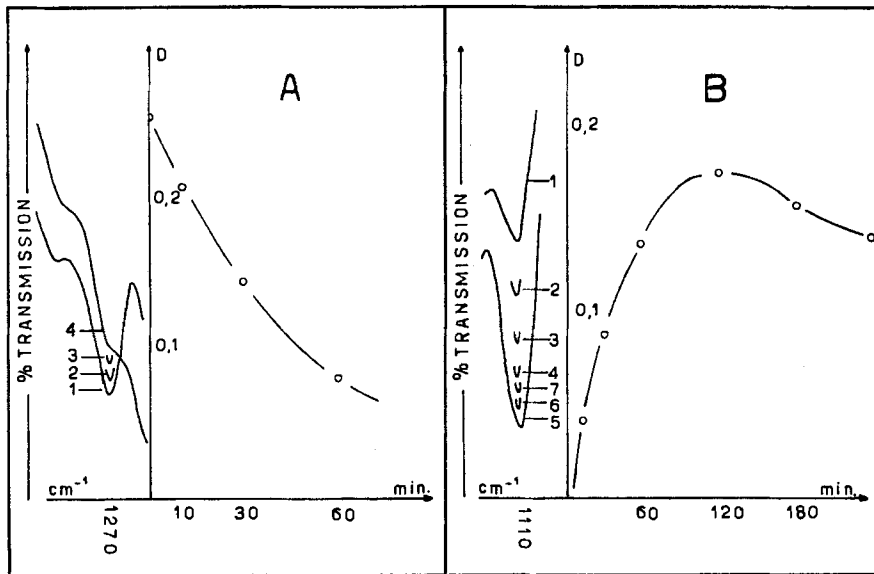 % TRANSMISSION
D
A
0,2
0,1
4
3
2
1
cm⁻¹
1270
10
30
60
min.
% TRANSMISSION
D
B
0,2
0,1
1
2
3
4
7
6
5
cm⁻¹
1110
60
120
180
min.